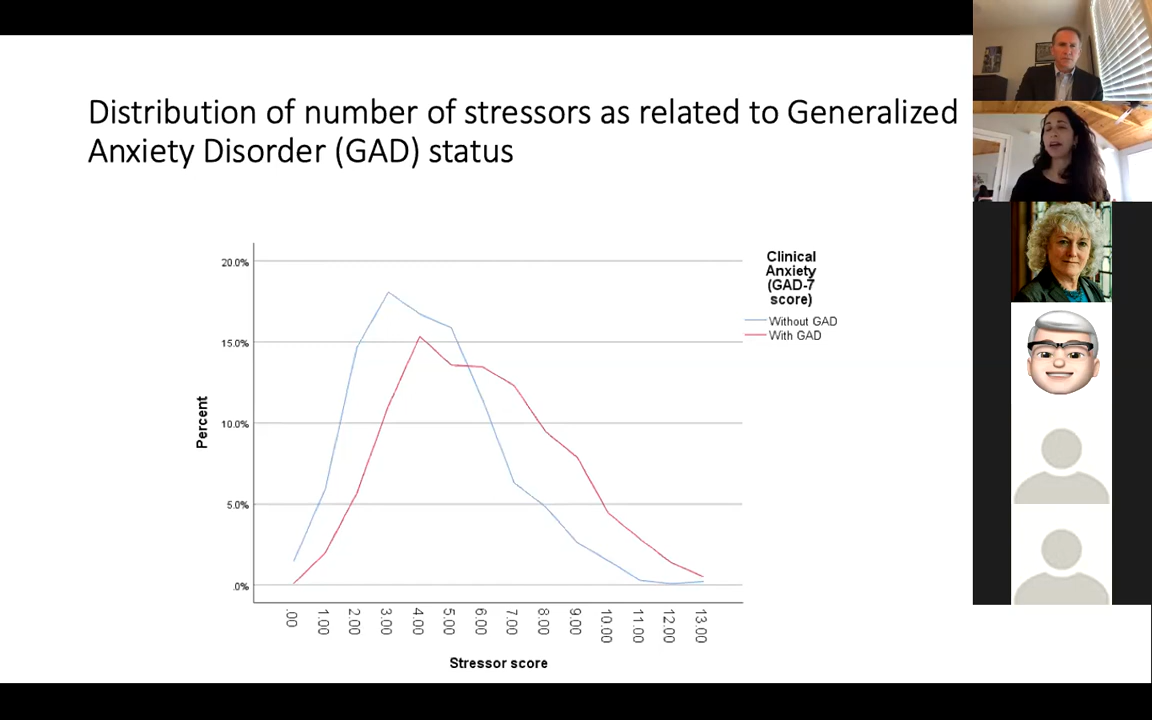 Distribution of number of stressors as related to Generalized
Anxiety Disorder (GAD) status
20.0%
15.0%
10.0%
5.0%
.0%
Percent
.00
1.00
2.00
3.00
4.00
5.00
6.00
7.00
8.00
9.00
10.00
11.00
12.00
13.00
Stressor score
Clinical
Anxiety
(GAD-7
score)
Without GAD
With GAD